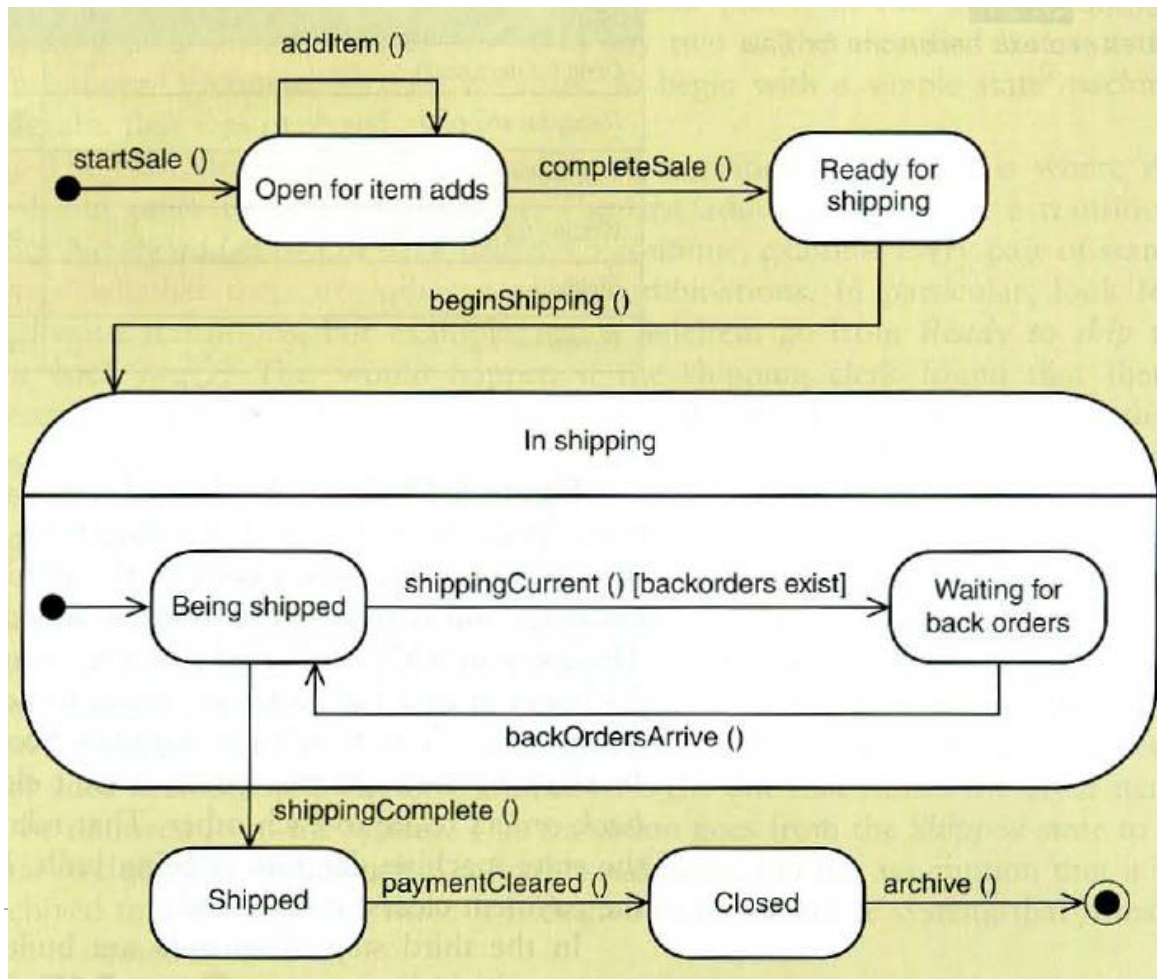 addItem ()
startSale ()
Open for item adds
completeSale ()
Ready for
shipping
beginShipping ()
In shipping
Being shipped
shippingCurrent () [backorders exist]
Waiting for
back orders
backOrdersArrive ()
shippingComplete ()
Shipped
paymentCleared ()
Closed
archive ()